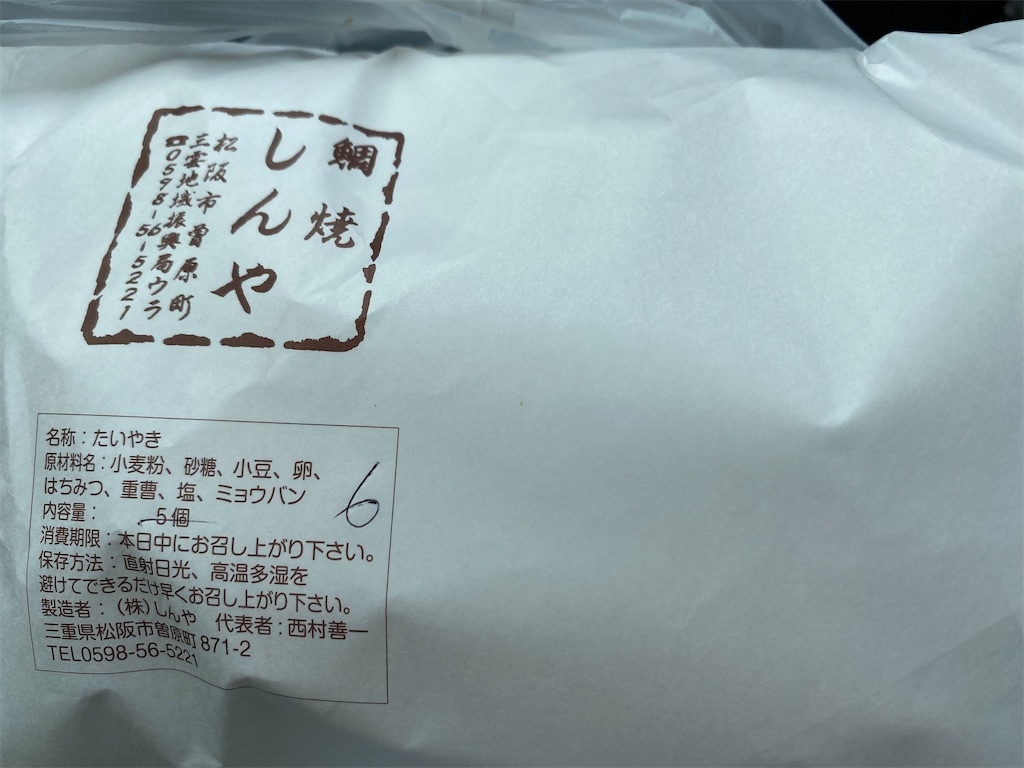 鯛焼
しんや
松阪市曽原町
三雲地域振興局ウラ
☎0598-56-5221
名称：たいやき
原材料名：小麦粉、砂糖、小豆、卵、
はちみつ、重曹、塩、ミョウバン
内容量： 5個 6
消費期限：本日中にお召し上がり下さい。
保存方法：直射日光、高温多湿を
避けてできるだけ早くお召し上がり下さい。
製造者：（株）しんや 代表者：西村善一
三重県松阪市曽原町871-2
TEL0598-56-5221